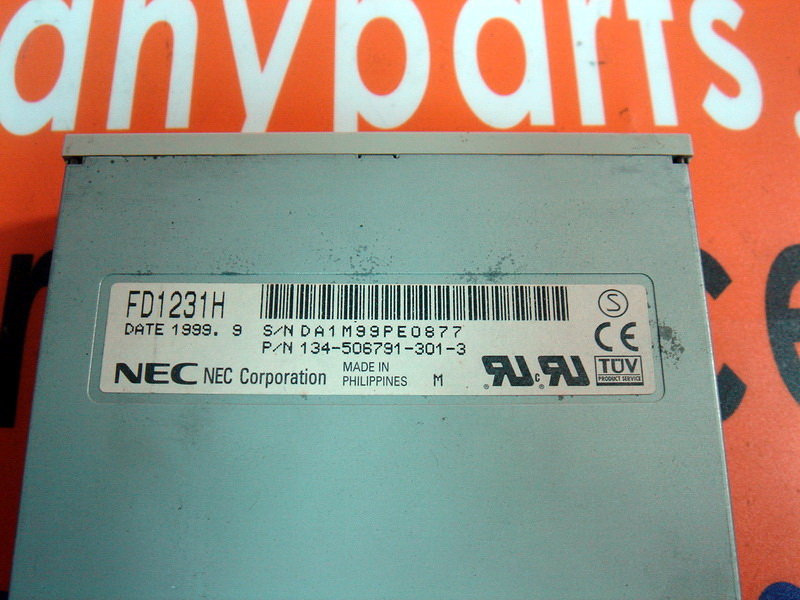 anyparts.
FD1231H
DATE 1999. 9 S/N DA1M99PE0877
P/N 134-506791-301-3
NEC NEC Corporation MADE IN PHILIPPINES M
S
CE
TÜV
PRODUCT SERVICE